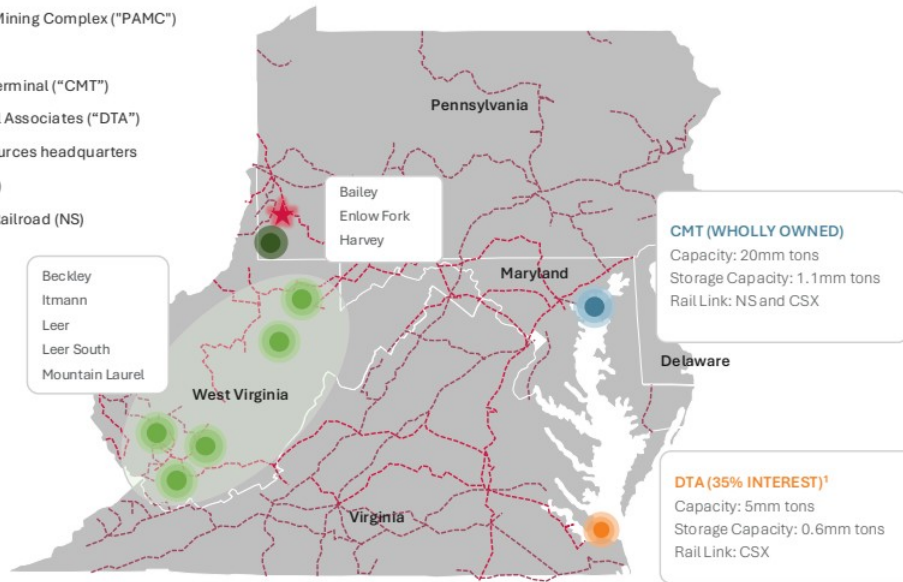 Mining Complex ("PAMC")
erminal (“CMT”)
l Associates (“DTA”)
urces headquarters
)
ailroad (NS)
Pennsylvania
Bailey
Enlow Fork
Harvey
Beckley
Itmann
Leer
Leer South
Mountain Laurel
Maryland
CMT (WHOLLY OWNED)
Capacity: 20mm tons
Storage Capacity: 1.1mm tons
Rail Link: NS and CSX
Delaware
West Virginia
Virginia
DTA (35% INTEREST)¹
Capacity: 5mm tons
Storage Capacity: 0.6mm tons
Rail Link: CSX